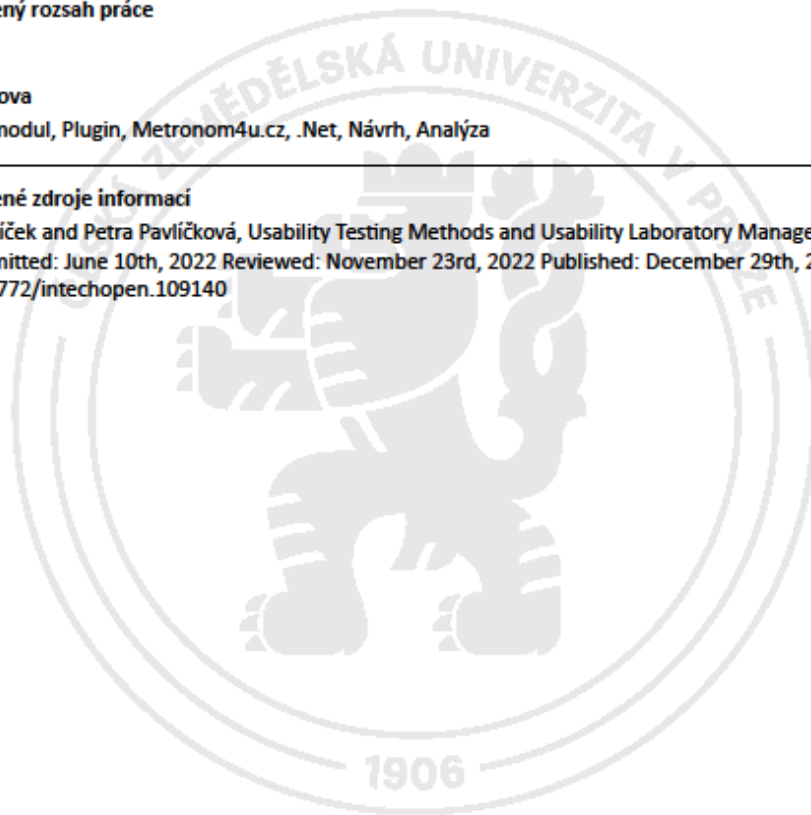 ený rozsah práce
ČESKÁ ZEMĚDĚLSKÁ UNIVERZITA V PRAZE
ova
modul, Plugin, Metronom4u.cz, .Net, Návrh, Analýza
ené zdroje informací
íček and Petra Pavlíčková, Usability Testing Methods and Usability Laboratory Manage
mitted: June 10th, 2022 Reviewed: November 23rd, 2022 Published: December 29th, 2
772/intechopen.109140
1906